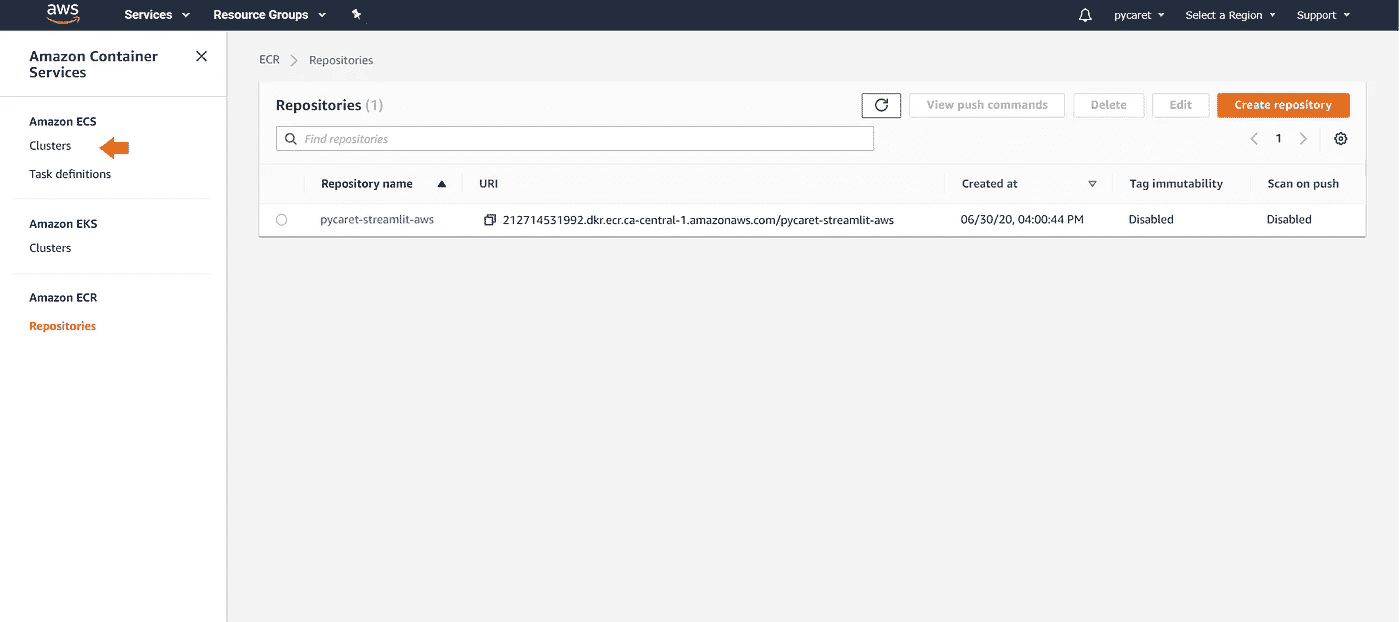 aws Services Resource Groups pycaret Select a Region Support
Amazon Container
Services
Amazon ECS
Clusters
Task definitions
Amazon EKS
Clusters
Amazon ECR
Repositories
ECR Repositories
Repositories (1) View push commands Delete Edit Create repository
Find repositories 1
Repository name URI Created at Tag immutability Scan on push
pycaret-streamlit-aws 212714531992.dkr.ecr.ca-central-1.amazonaws.com/pycaret-streamlit-aws 06/30/20, 04:00:44 PM Disabled Disabled